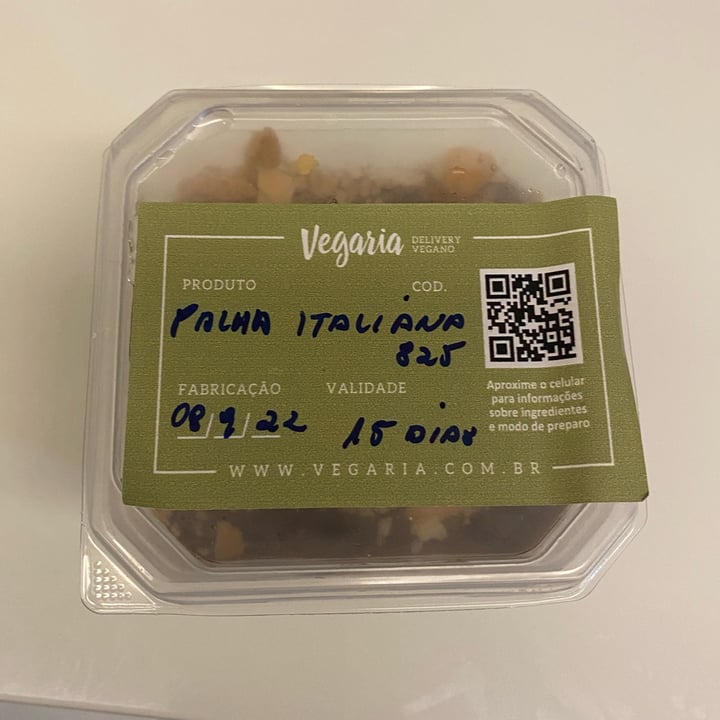 Vegaria DELIVERY VEGANO
PRODUTO COD.
PALHA ITALIANA
825
FABRICAÇÃO VALIDADE
08/9/22 15 DIAS
Aproxime o celular
para informações
sobre ingredientes
e modo de preparo
WWW.VEGARIA.COM.BR